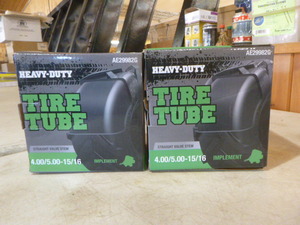 AE29982G
HEAVY-DUTY
TIRE
TUBE
STRAIGHT VALVE STEM
4.00/5.00-15/16
IMPLEMENT
AE29982G
HEAVY-DUTY
TIRE
TUBE
STRAIGHT VALVE STEM
4.00/5.00-15/16
IMPLEMENT